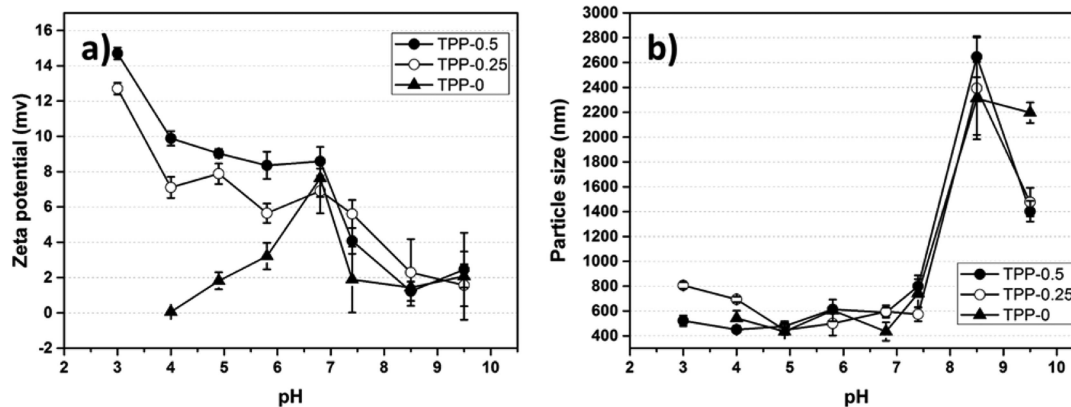 a)
TPP-0.5
TPP-0.25
TPP-0
Zeta potential (mv)
16
14
12
10
8
6
4
2
0
-2
2 3 4 5 6 7 8 9 10
pH
b)
TPP-0.5
TPP-0.25
TPP-0
Particle size (nm)
3000
2800
2600
2400
2200
2000
1800
1600
1400
1200
1000
800
600
400
2 3 4 5 6 7 8 9 10
pH